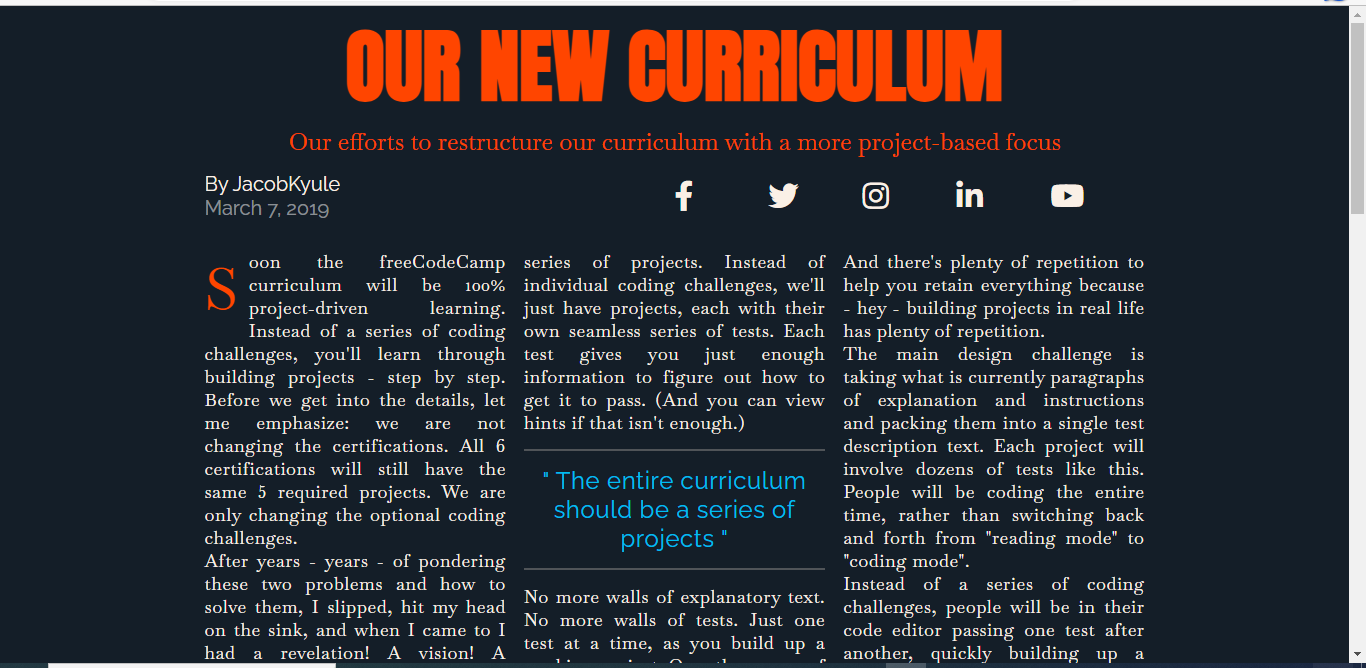 OUR NEW CURRICULUM
Our efforts to restructure our curriculum with a more project-based focus
By JacobKyule
March 7, 2019
Soon the freeCodeCamp
curriculum will be 100%
project-driven learning.
Instead of a series of coding
challenges, you'll learn through
building projects - step by step.
Before we get into the details, let
me emphasize: we are not
changing the certifications. All 6
certifications will still have the
same 5 required projects. We are
only changing the optional coding
challenges.
After years - years - of pondering
these two problems and how to
solve them, I slipped, hit my head
on the sink, and when I came to I
had a revelation! A vision! A
series of projects. Instead of
individual coding challenges, we'll
just have projects, each with their
own seamless series of tests. Each
test gives you just enough
information to figure out how to
get it to pass. (And you can view
hints if that isn't enough.)
" The entire curriculum
should be a series of
projects "
No more walls of explanatory text.
No more walls of tests. Just one
test at a time, as you build up a
And there's plenty of repetition to
help you retain everything because
- hey - building projects in real life
has plenty of repetition.
The main design challenge is
taking what is currently paragraphs
of explanation and instructions
and packing them into a single test
description text. Each project will
involve dozens of tests like this.
People will be coding the entire
time, rather than switching back
and forth from "reading mode" to
"coding mode".
Instead of a series of coding
challenges, people will be in their
code editor passing one test after
another, quickly building up a